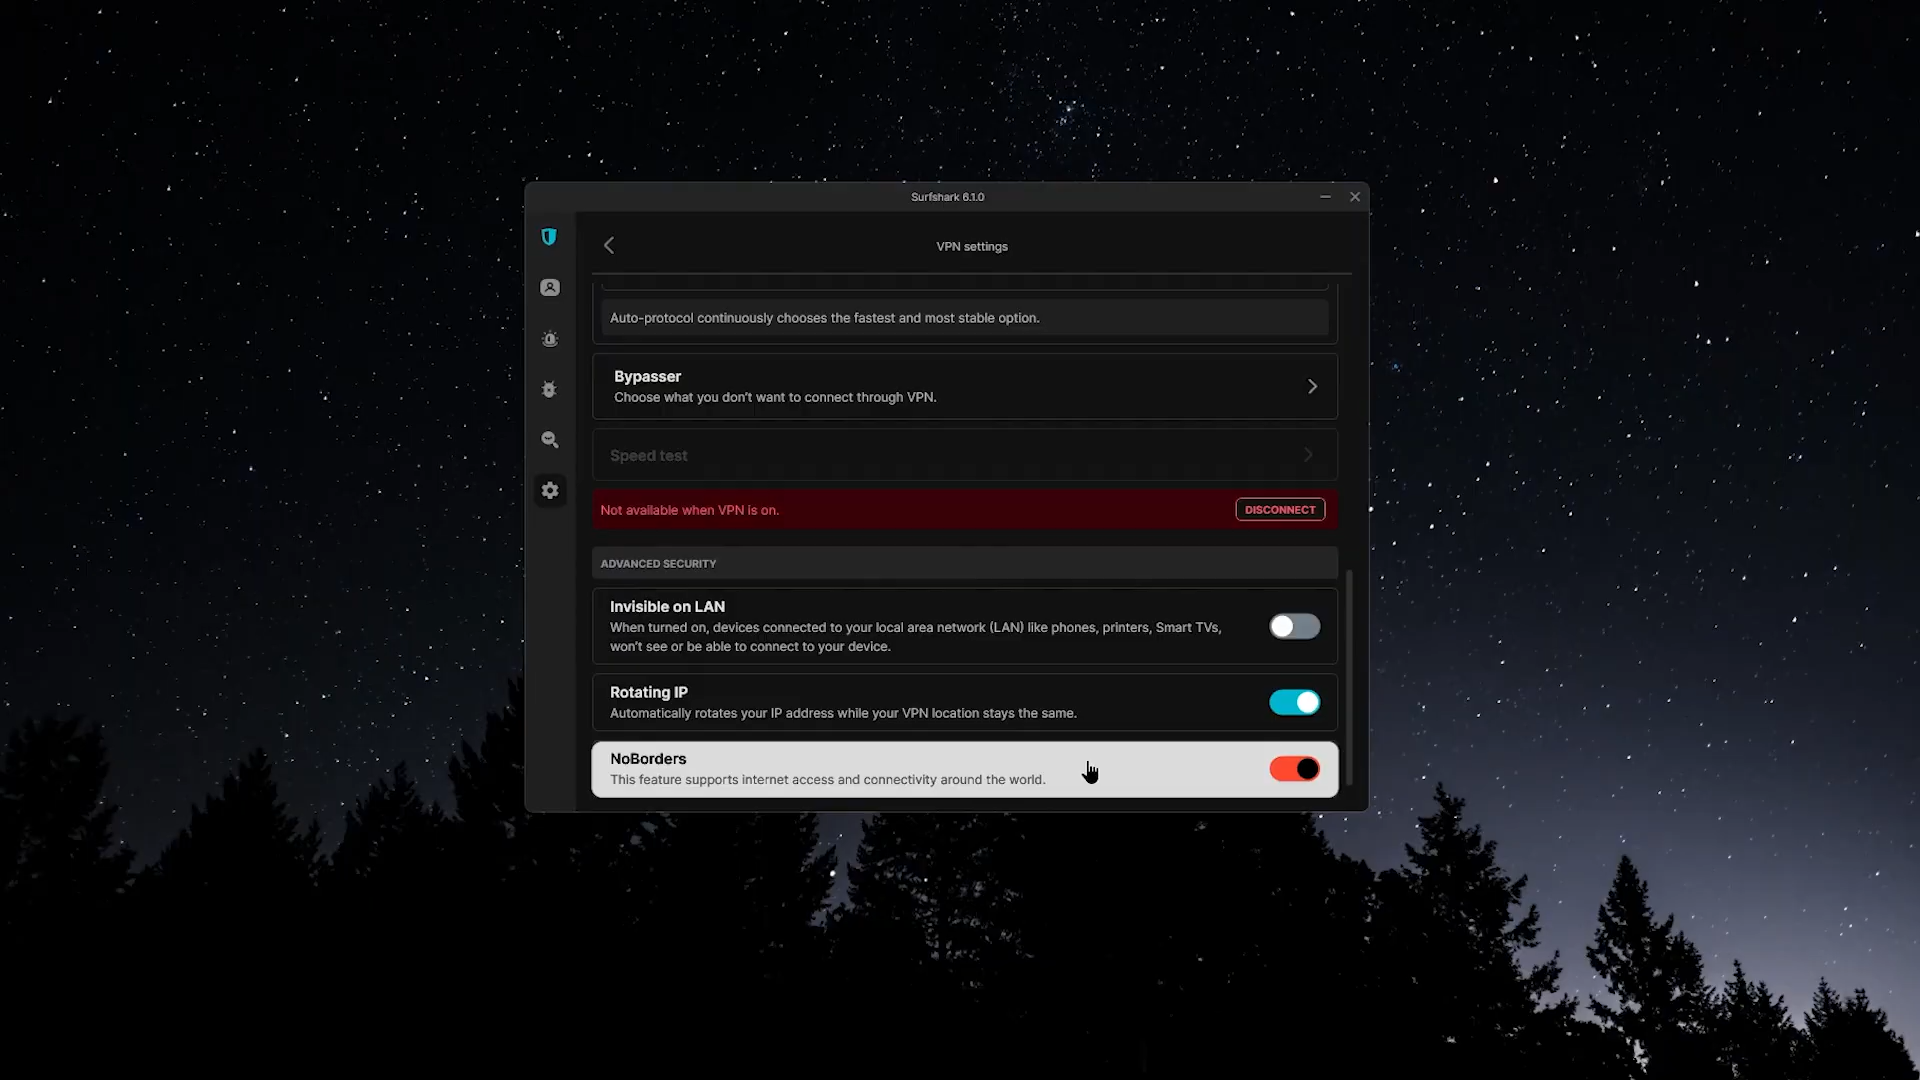 Surfshark 6.1.0
VPN settings
Auto-protocol continuously chooses the fastest and most stable option.
Bypasser
Choose what you don't want to connect through VPN.
Speed test
Not available when VPN is on.
DISCONNECT
ADVANCED SECURITY
Invisible on LAN
When turned on, devices connected to your local area network (LAN) like phones, printers, Smart TVs,
won't see or be able to connect to your device.
Rotating IP
Automatically rotates your IP address while your VPN location stays the same.
NoBorders
This feature supports internet access and connectivity around the world.